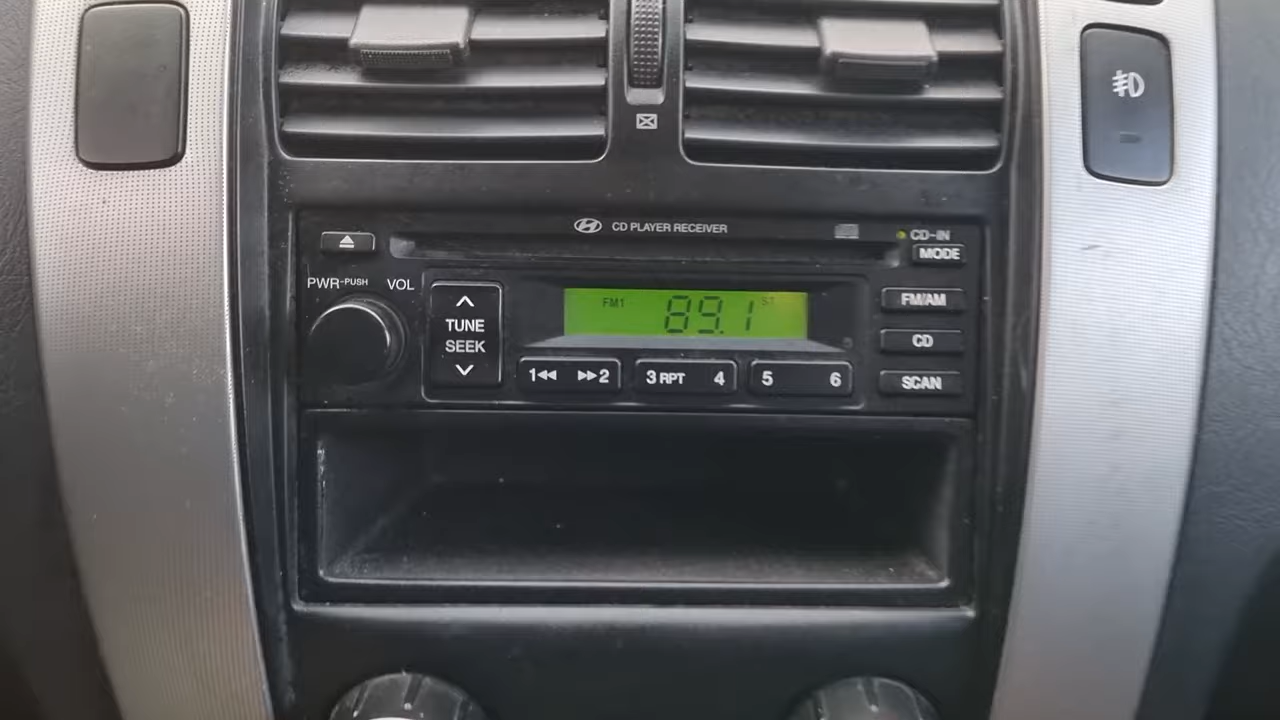 CD PLAYER RECEIVER
CD-IN
MODE
PWR-PUSH VOL
TUNE
SEEK
FM1 89.1 ST
FM/AM
CD
SCAN
1 2
3 RPT 4
5 6